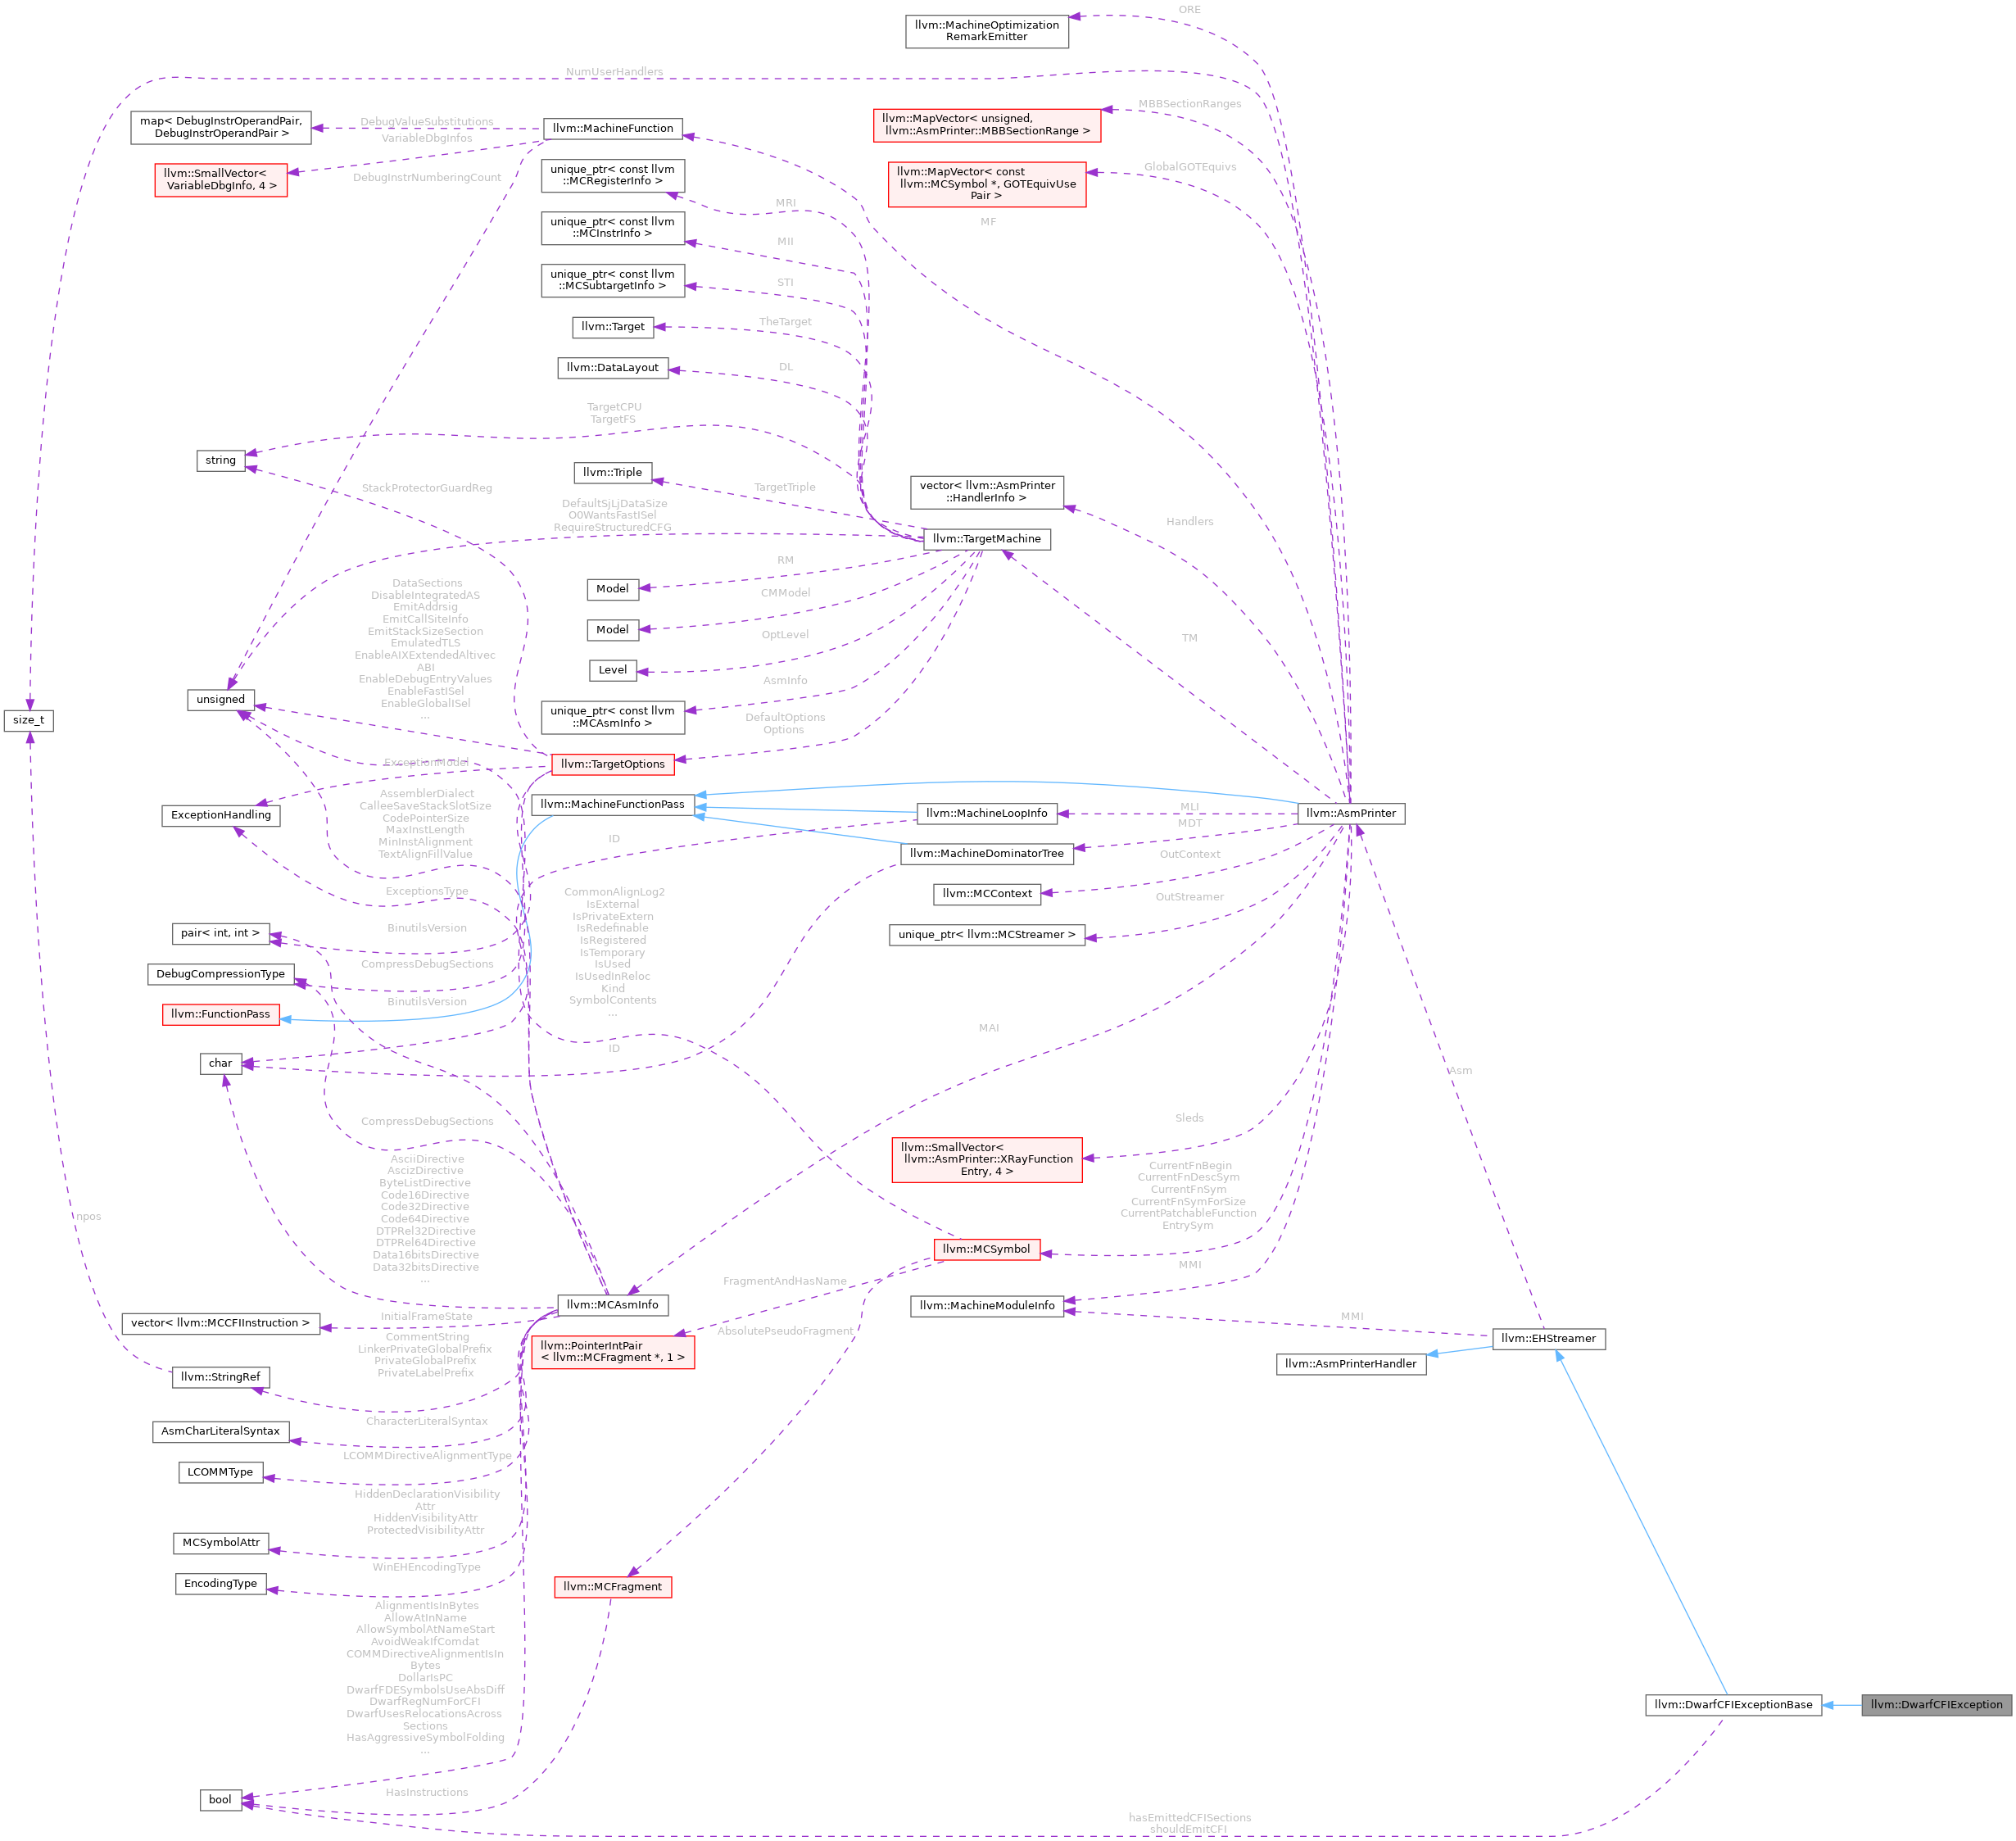 ORE
llvm::MachineOptimization
RemarkEmitter
NumUserHandlers
MBBSectionRanges
llvm::MapVector< unsigned,
llvm::AsmPrinter::MBBSectionRange >
map< DebugInstrOperandPair,
DebugInstrOperandPair >
DebugValueSubstitutions
llvm::MachineFunction
VariableDbgInfos
llvm::SmallVector<
VariableDbgInfo, 4 >
DebugInstrNumberingCount
unique_ptr< const llvm
::MCRegisterInfo >
GlobalGOTEquivs
llvm::MapVector< const
llvm::MCSymbol *, GOTEquivUse
Pair >
MRI
MF
unique_ptr< const llvm
::MCInstrInfo >
MII
unique_ptr< const llvm
::MCSubtargetInfo >
STI
llvm::Target
TheTarget
llvm::DataLayout
DL
TargetCPU
TargetFS
string
llvm::Triple
TargetTriple
StackProtectorGuardReg
vector< llvm::AsmPrinter
::HandlerInfo >
Handlers
DefaultSjLjDataSize
O0WantsFastISel
RequireStructuredCFG
llvm::TargetMachine
RM
Model
CMModel
Model
OptLevel
Level
TM
DataSections
DisableIntegratedAS
EmitAddrsig
EmitCallSiteInfo
EmitStackSizeSection
EmulatedTLS
EnableAIXExtendedAltivec
ABI
EnableDebugEntryValues
EnableFastISel
EnableGlobalISel
...
unsigned
size_t
AsmInfo
unique_ptr< const llvm
::MCAsmInfo >
DefaultOptions
Options
llvm::TargetOptions
ExceptionModel
ExceptionHandling
AssemblerDialect
CalleeSaveStackSlotSize
CodePointerSize
MaxInstLength
MinInstAlignment
TextAlignFillValue
llvm::MachineFunctionPass
llvm::MachineLoopInfo
MLI
llvm::AsmPrinter
MDT
ID
llvm::MachineDominatorTree
OutContext
llvm::MCContext
ExceptionsType
OutStreamer
unique_ptr< llvm::MCStreamer >
CommonAlignLog2
IsExternal
IsPrivateExtern
IsRedefinable
IsRegistered
IsTemporary
IsUsed
IsUsedInReloc
Kind
SymbolContents
...
pair< int, int >
BinutilsVersion
CompressDebugSections
DebugCompressionType
BinutilsVersion
llvm::FunctionPass
char
ID
MAI
Asm
CompressDebugSections
Sleds
llvm::SmallVector<
llvm::AsmPrinter::XRayFunction
Entry, 4 >
AsciiDirective
AscizDirective
ByteListDirective
Code16Directive
Code32Directive
Code64Directive
DTPRel32Directive
DTPRel64Directive
Data16bitsDirective
Data32bitsDirective
...
CurrentFnBegin
CurrentFnDescSym
CurrentFnSym
CurrentFnSymForSize
CurrentPatchableFunction
EntrySym
npos
llvm::MCSymbol
MMI
FragmentAndHasName
llvm::MCAsmInfo
llvm::MachineModuleInfo
MMI
vector< llvm::MCCFIInstruction >
InitialFrameState
AbsolutePseudoFragment
llvm::EHStreamer
CommentString
LinkerPrivateGlobalPrefix
PrivateGlobalPrefix
PrivateLabelPrefix
llvm::PointerIntPair
< llvm::MCFragment *, 1 >
llvm::AsmPrinterHandler
llvm::StringRef
CharacterLiteralSyntax
AsmCharLiteralSyntax
LCOMMDirectiveAlignmentType
LCOMMType
HiddenDeclarationVisibility
Attr
HiddenVisibilityAttr
ProtectedVisibilityAttr
MCSymbolAttr
WinEHEncodingType
EncodingType
llvm::MCFragment
AlignmentIsInBytes
AllowAtInName
AllowSymbolAtNameStart
AvoidWeakIfComdat
COMMDirectiveAlignmentIsIn
Bytes
DollarIsPC
DwarfFDESymbolsUseAbsDiff
DwarfRegNumForCFI
DwarfUsesRelocationsAcross
Sections
HasAggressiveSymbolFolding
...
llvm::DwarfCFIExceptionBase
llvm::DwarfCFIException
HasInstructions
bool
hasEmittedCFISections
shouldEmitCFI